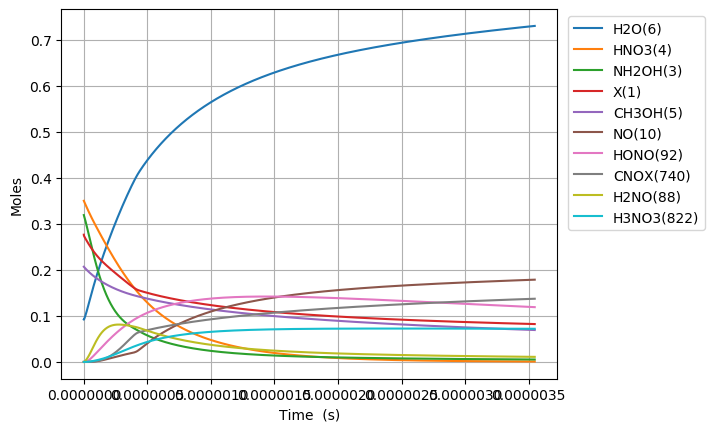 0.7
0.6
0.5
0.4
0.3
0.2
0.1
0.0
Moles
0.0000000 0.0000005 0.0000010 0.0000015 0.0000020 0.0000025 0.0000030 0.0000035
Time (s)
H2O(6)
HNO3(4)
NH2OH(3)
X(1)
CH3OH(5)
NO(10)
HONO(92)
CNOX(740)
H2NO(88)
H3NO3(822)